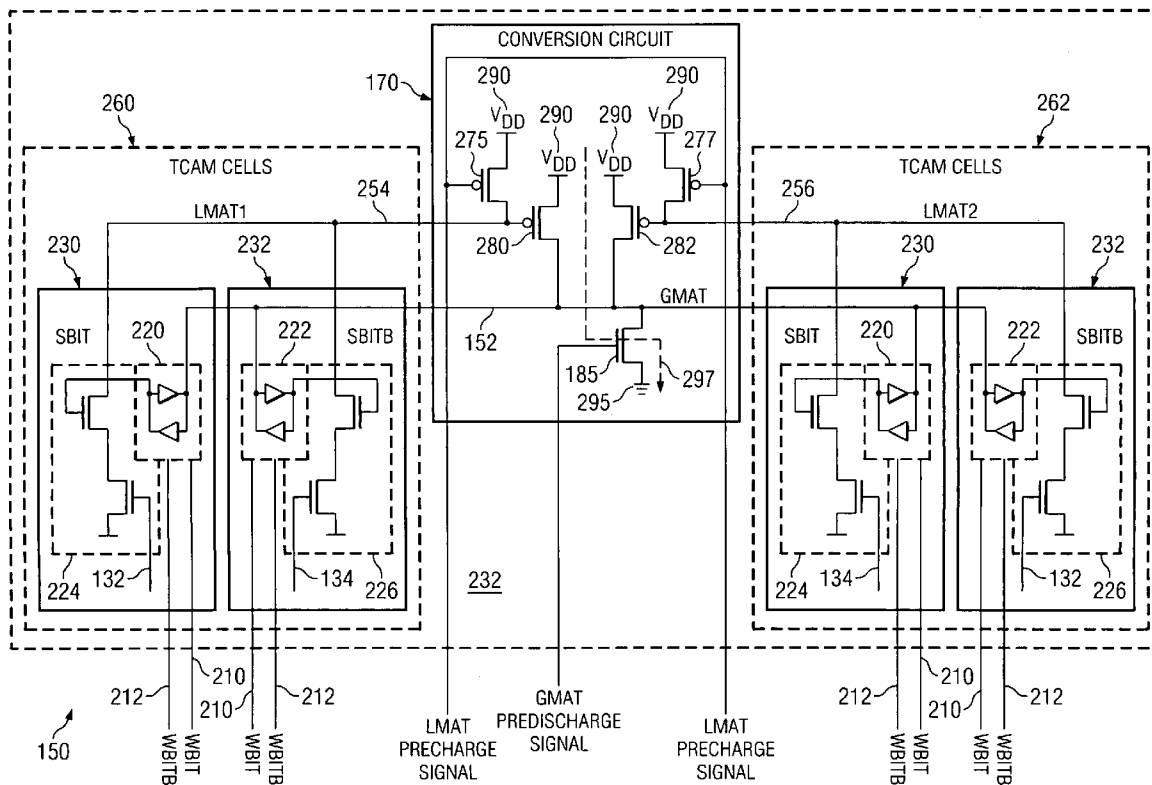 CONVERSION CIRCUIT
170
290
290
VDD
VDD
275
277
290
290
VDD
VDD
260
262
TCAM CELLS
TCAM CELLS
254
256
LMAT1
LMAT2
280
282
230
232
230
232
GMAT
152
SBIT
220
222
SBITB
SBIT
220
222
SBITB
185
295
297
224
132
134
226
232
224
134
132
226
212
210
210
212
212
210
210
212
150
WBITB
WBIT
WBIT
WBITB
LMAT
PRECHARGE
SIGNAL
GMAT
PREDISCHARGE
SIGNAL
LMAT
PRECHARGE
SIGNAL
WBITB
WBIT
WBIT
WBITB